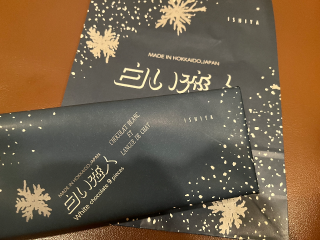 ISHIYA
MADE IN HOKKAIDO,JAPAN
白い恋人
ISHIYA
CHOCOLAT BLANC
ET
LANGUE DE CHAT
MADE IN HOKKAIDO,JAPAN
白い恋人
White chocolate 9 pieces